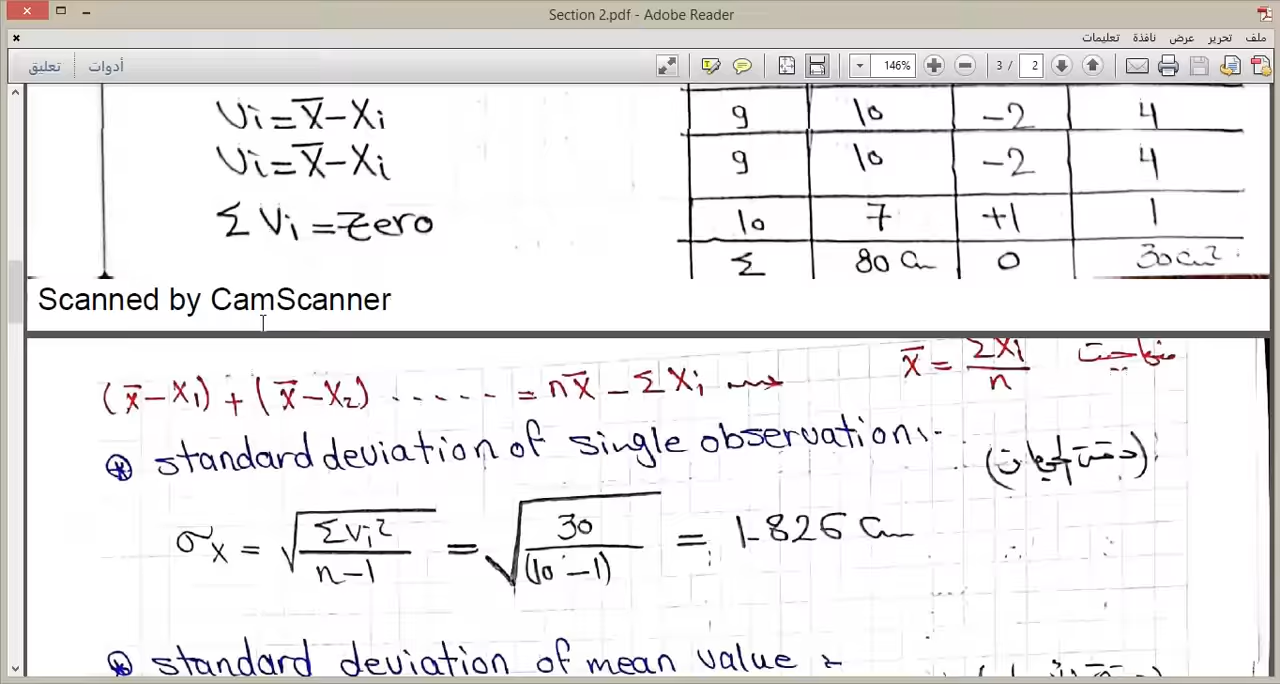 Section 2.pdf - Adobe Reader
ملف تحرير عرض نافذة تعليمات
تعليق أدوات 146% 3 / 2
Vi = X̅ - Xi
Vi = X̅ - Xi
Σ Vi = Zero
9 10 -2 4
9 10 -2 4
10 7 +1 1
Σ 80 Cm 0 30 cm²
Scanned by CamScanner
x̅ = ΣXi / n
(x̅ - X1) + (x̅ - X2) ..... = nx̅ - Σ Xi
standard deviation of single observation:-
σx = √(ΣVi² / n-1) = √(30 / (10-1)) = 1.826 Cm
standard deviation of mean value :